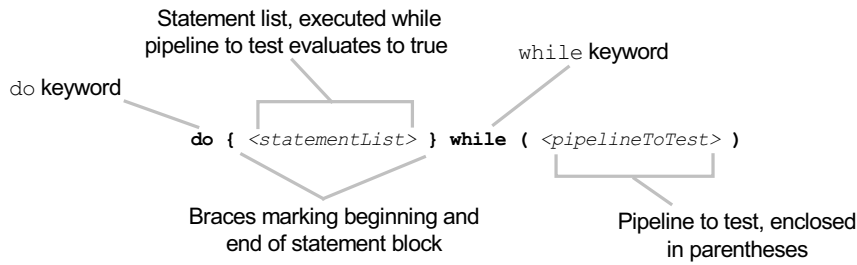 Statement list, executed while
pipeline to test evaluates to true
while keyword
do keyword
do { <statementList> } while ( <pipelineToTest> )
Braces marking beginning and
end of statement block
Pipeline to test, enclosed
in parentheses